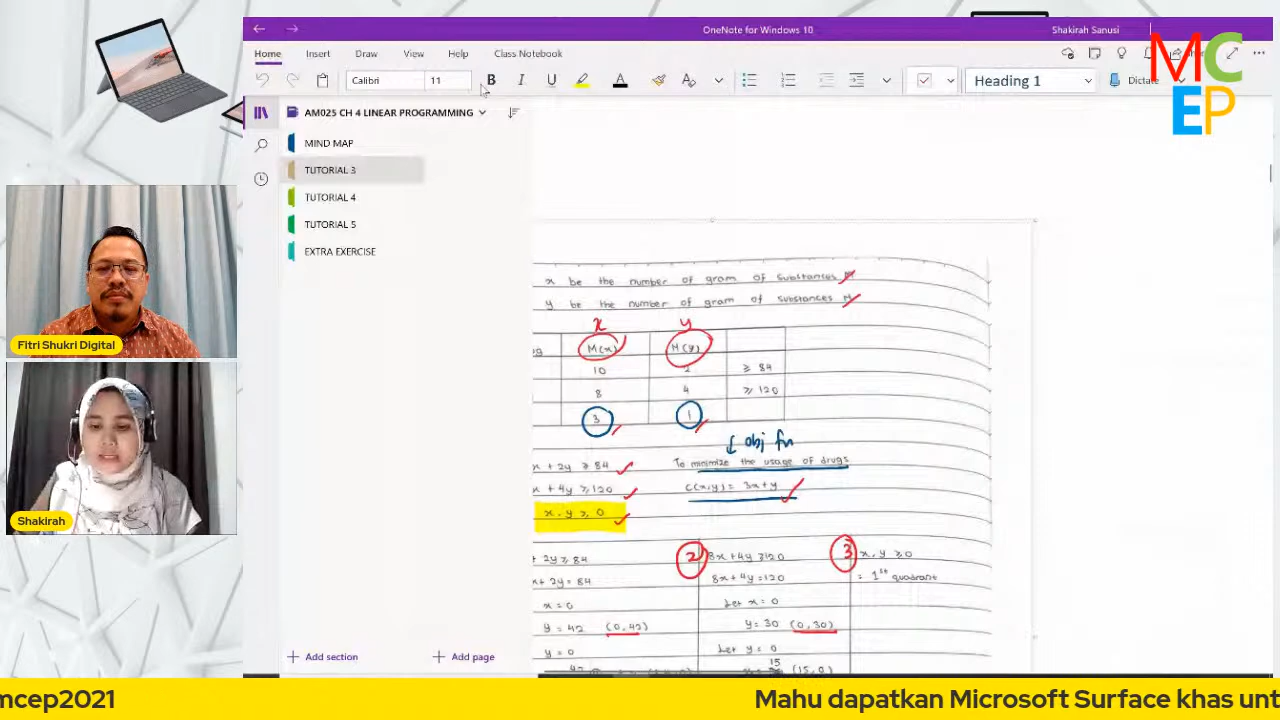 OneNote for Windows 10
Shakirah Sanusi
Home Insert Draw View Help Class Notebook
Calibri 11 B I U A Heading 1 Dictate
MCEP
AM025 CH 4 LINEAR PROGRAMMING
MIND MAP
TUTORIAL 3
TUTORIAL 4
TUTORIAL 5
EXTRA EXERCISE
x be the number of gram of substances M
y be the number of gram of substances N
x y
M(x) N(y)
10 2 ≥ 84
8 4 ≥ 120
3 1
↓ obj fn
x + 2y ≥ 84 To minimize the usage of drugs
x + 4y ≥ 120 C(x,y) = 3x+y
x, y ≥ 0
+ 2y ≥ 84 2 8x + 4y ≥ 120 3 x, y ≥ 0
x + 2y = 84 8x + 4y = 120 = 1st quadrant
x = 0 Let x = 0
y = 42 (0, 42) y = 30 (0, 30)
y = 0 Let y = 0
15 (15, 0)
Add section Add page
Fitri Shukri Digital
Shakirah
mcep2021 Mahu dapatkan Microsoft Surface khas unt